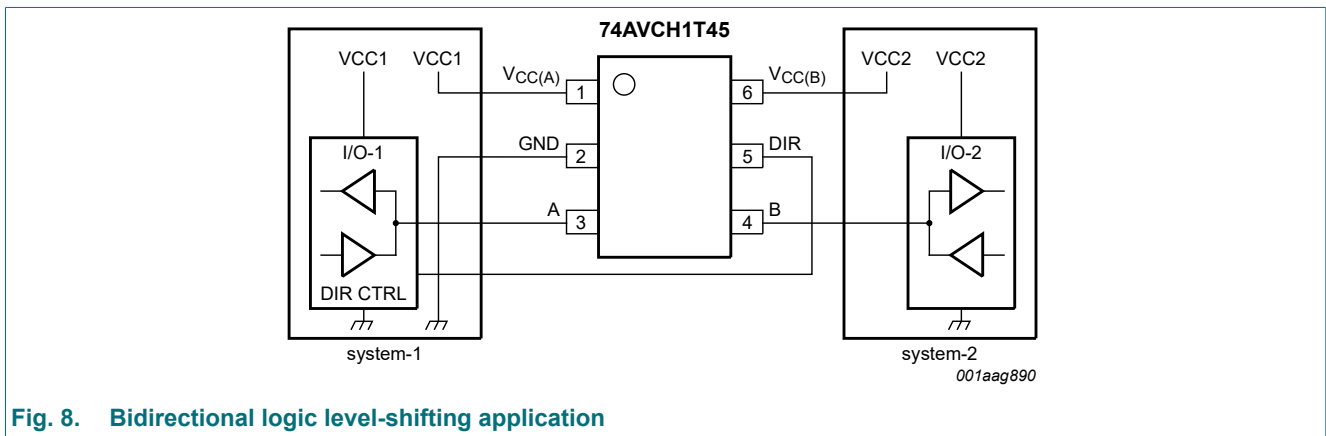 74AVCH1T45
VCC1 VCC1
VCC(A)
1
6
VCC(B)
VCC2 VCC2
I/O-1
GND
2
5
DIR
I/O-2
A
3
4
B
DIR CTRL
system-1
system-2
001aag890
Fig. 8. Bidirectional logic level-shifting application